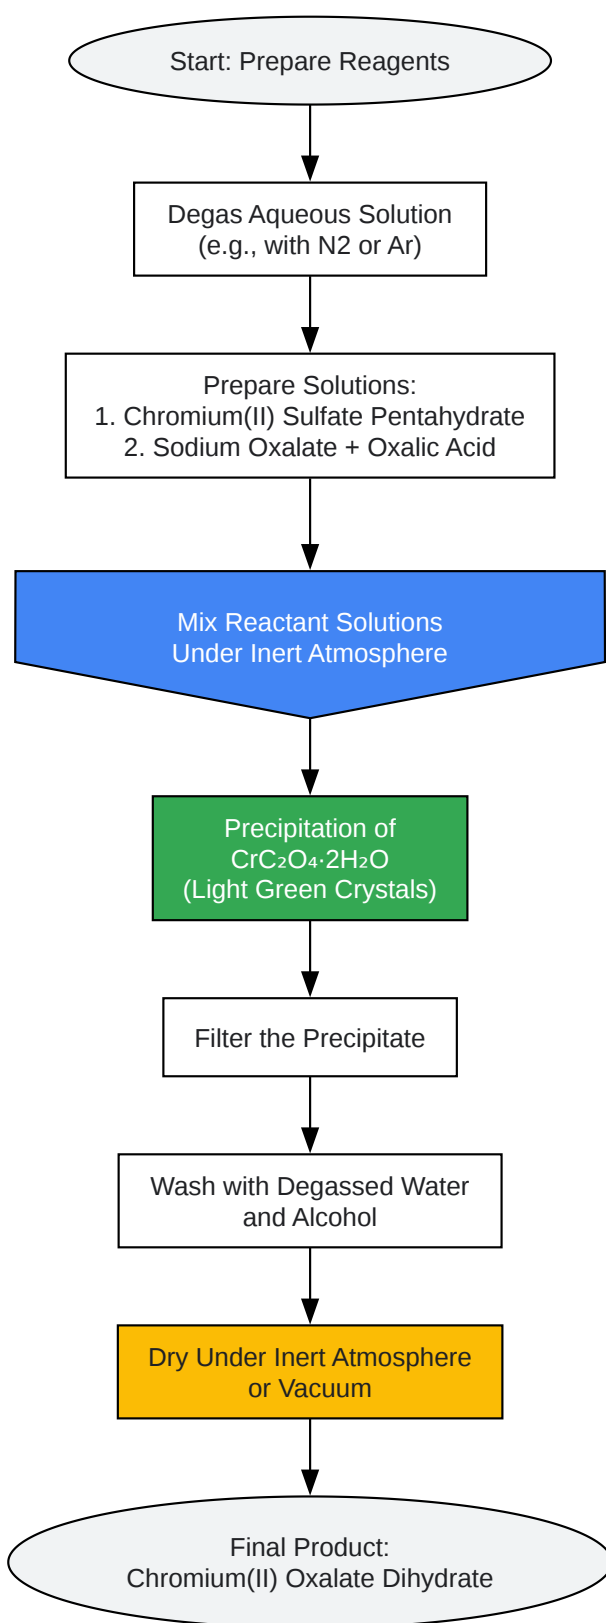 Start: Prepare Reagents
Degas Aqueous Solution
(e.g., with N2 or Ar)
Prepare Solutions:
1. Chromium(II) Sulfate Pentahydrate
2. Sodium Oxalate + Oxalic Acid
Mix Reactant Solutions
Under Inert Atmosphere
Precipitation of
CrC₂O₄·2H₂O
(Light Green Crystals)
Filter the Precipitate
Wash with Degassed Water
and Alcohol
Dry Under Inert Atmosphere
or Vacuum
Final Product:
Chromium(II) Oxalate Dihydrate